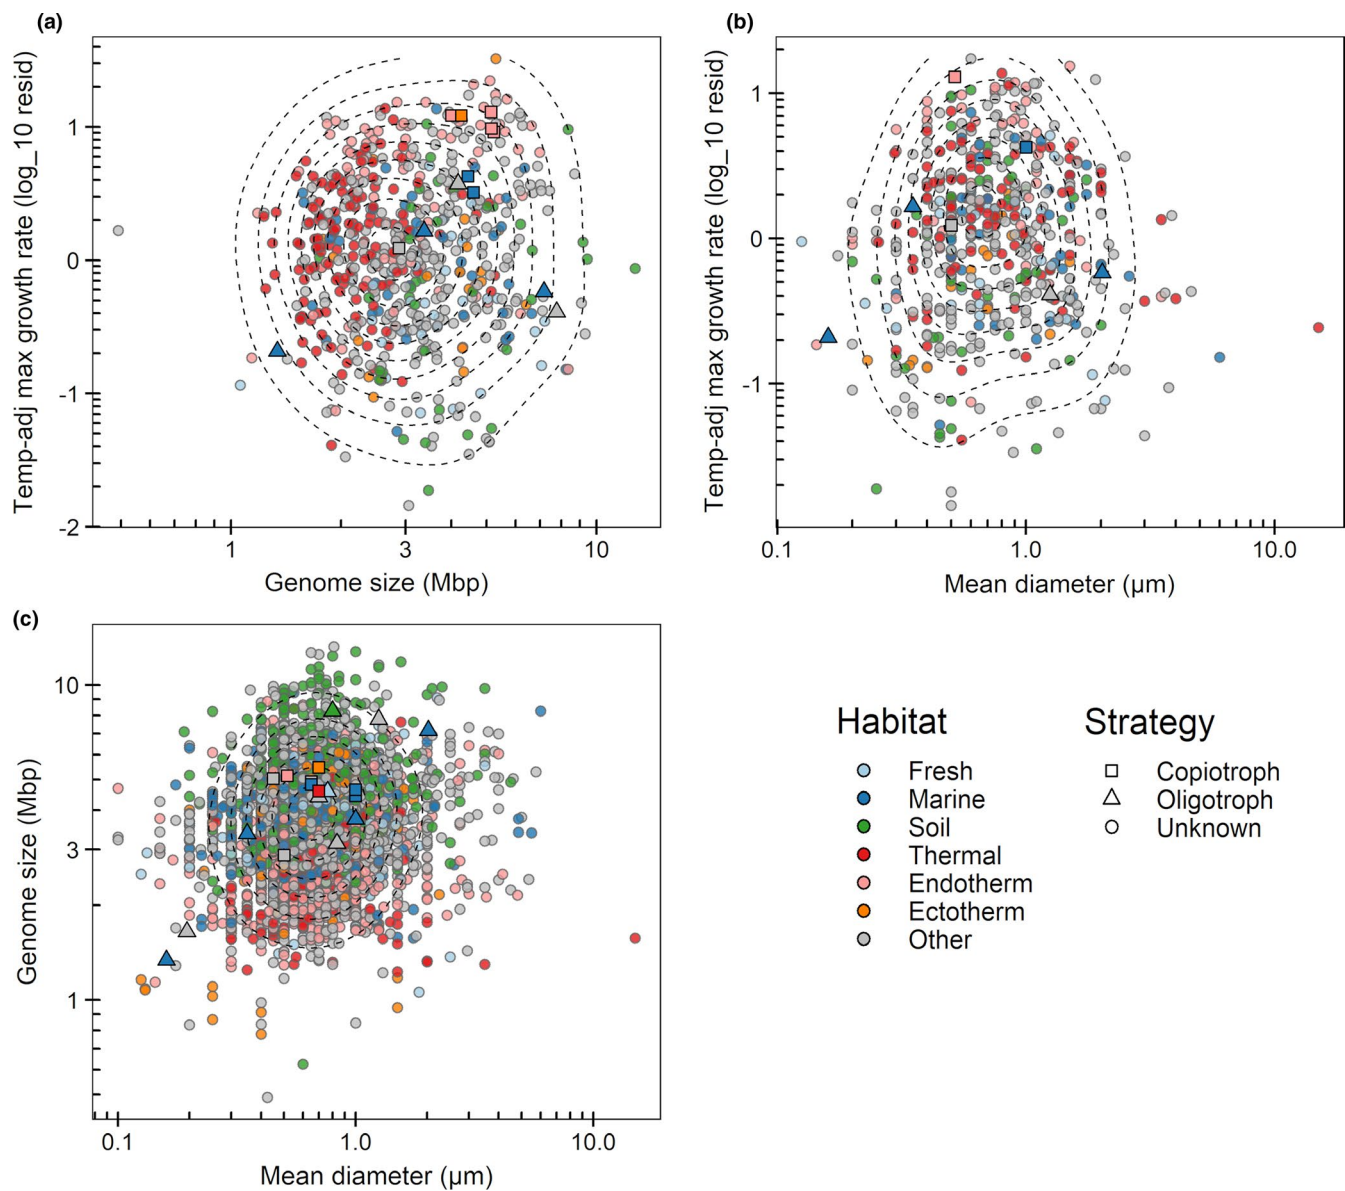 (a)
Temp-adj max growth rate (log_10 resid)
1
0
-1
-2
1
3
10
Genome size (Mbp)
(b)
Temp-adj max growth rate (log_10 resid)
1
0
-1
0.1
1.0
10.0
Mean diameter (µm)
(c)
Genome size (Mbp)
10
3
1
0.1
1.0
10.0
Mean diameter (µm)
Habitat
Fresh
Marine
Soil
Thermal
Endotherm
Ectotherm
Other
Strategy
Copiotroph
Oligotroph
Unknown